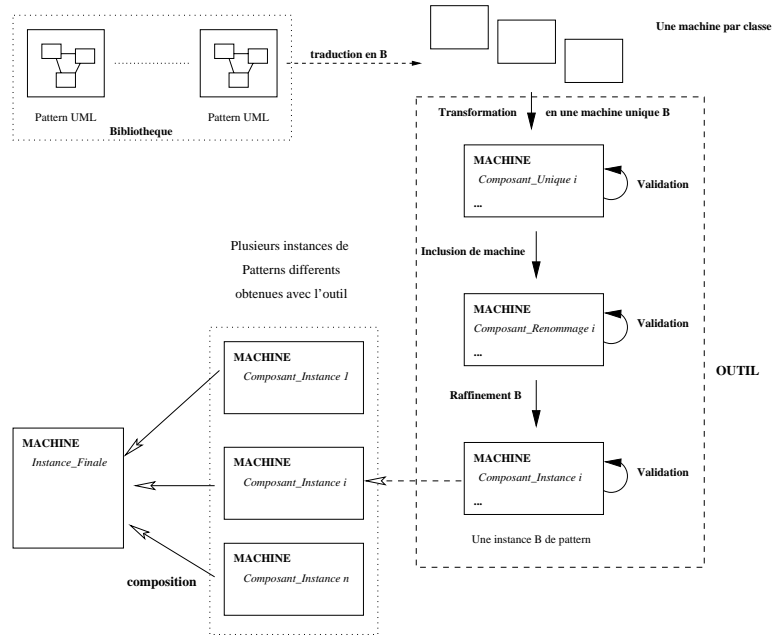 Une machine par classe
traduction en B
Pattern UML
Pattern UML
Bibliotheque
Transformation
en une machine unique B
MACHINE
Composant_Unique i
...
Validation
Inclusion de machine
MACHINE
Composant_Renommage i
...
Validation
OUTIL
Raffinement B
MACHINE
Composant_Instance i
...
Validation
Une instance B de pattern
Plusieurs instances de
Patterns differents
obtenues avec l'outil
MACHINE
Composant_Instance 1
MACHINE
Composant_Instance i
MACHINE
Composant_Instance n
MACHINE
Instance_Finale
composition